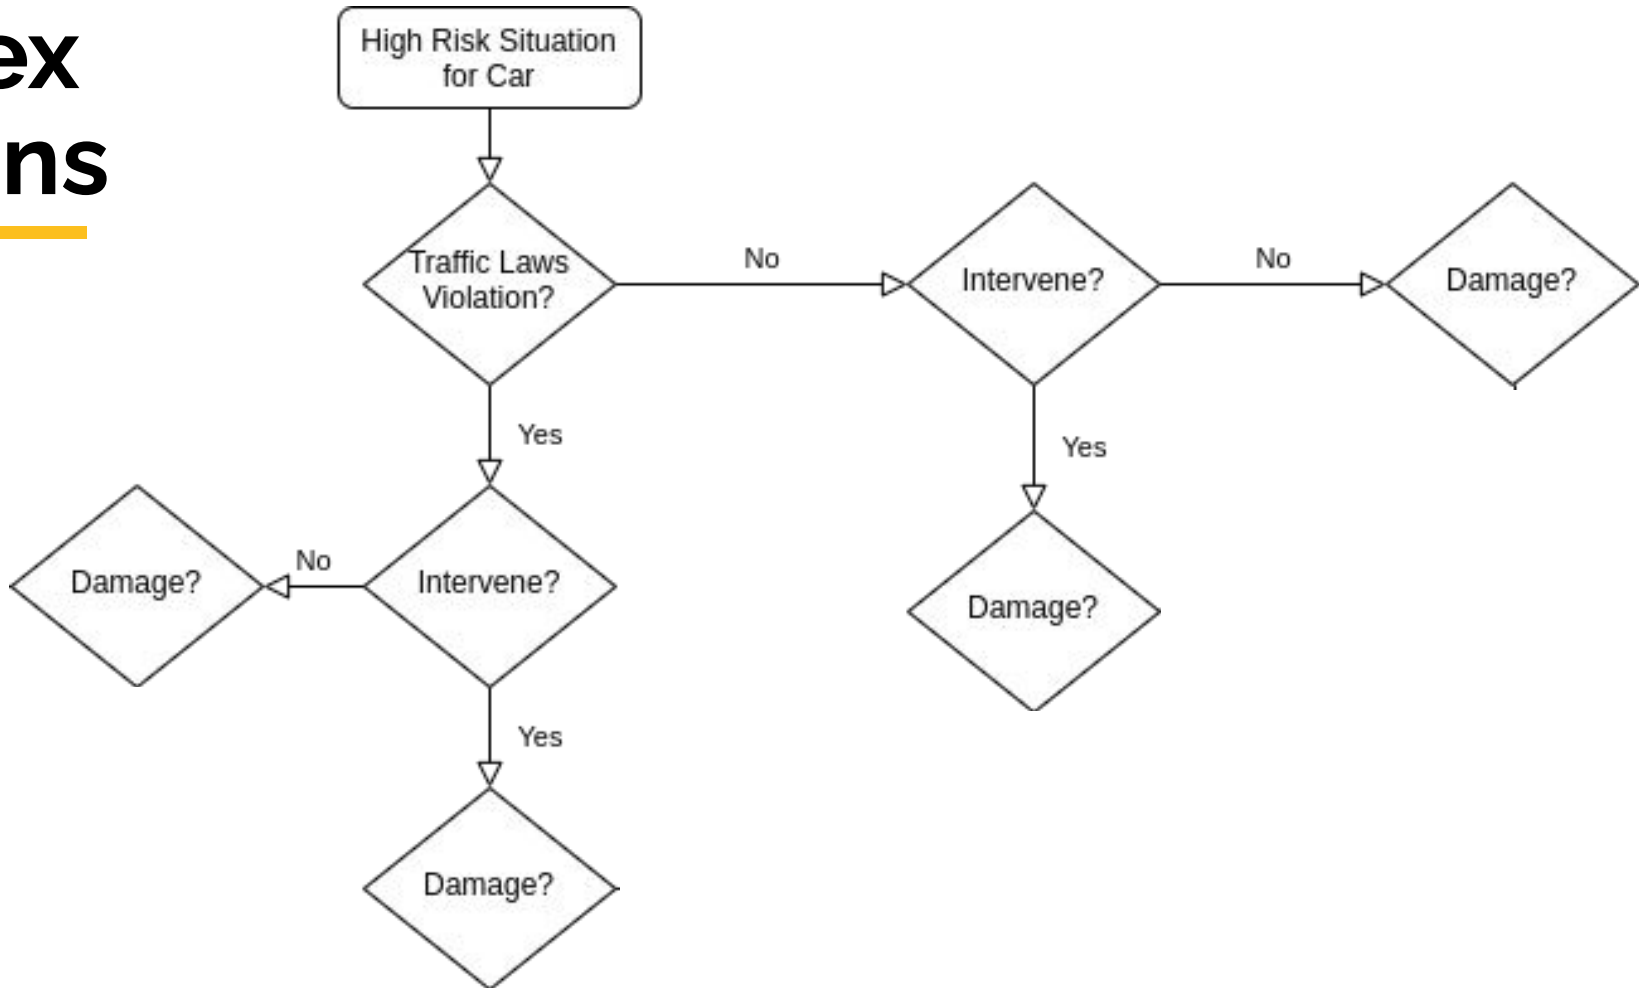 ex
ns
High Risk Situation
for Car
Traffic Laws
Violation?
No
Intervene?
No
Damage?
Yes
Yes
Damage?
No
Intervene?
Damage?
Yes
Damage?